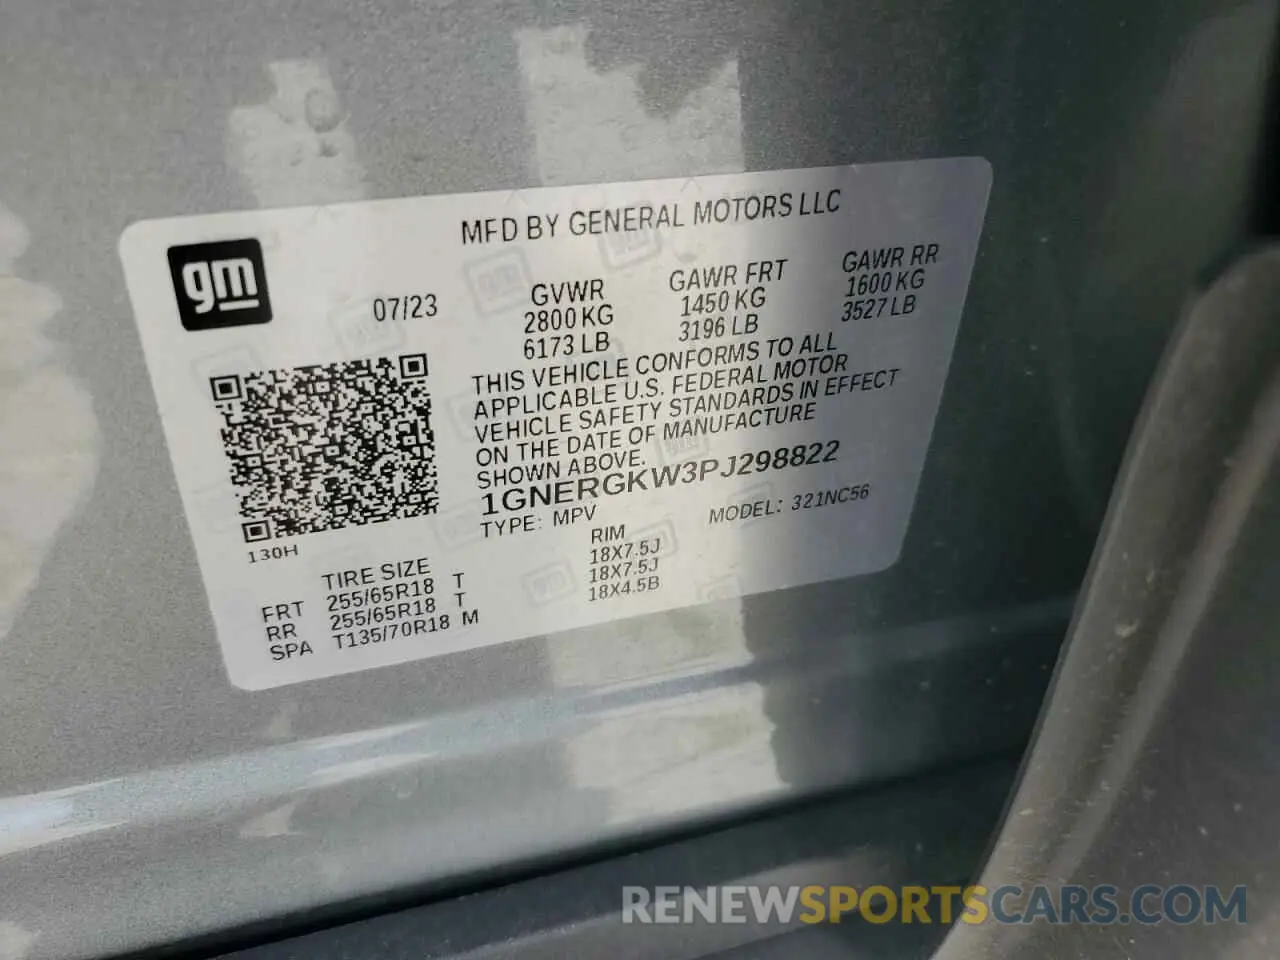 MFD BY GENERAL MOTORS LLC
gm
07/23
GVWR GAWR FRT GAWR RR
2800 KG 1450 KG 1600 KG
6173 LB 3196 LB 3527 LB
THIS VEHICLE CONFORMS TO ALL
APPLICABLE U.S. FEDERAL MOTOR
VEHICLE SAFETY STANDARDS IN EFFECT
ON THE DATE OF MANUFACTURE
SHOWN ABOVE.
1GNERGKW3PJ298822
TYPE: MPV MODEL: 321NC56
130H
TIRE SIZE RIM
FRT 255/65R18 T 18X7.5J
RR 255/65R18 T 18X7.5J
SPA T135/70R18 M 18X4.5B
RENEWSPORTSCARS.COM